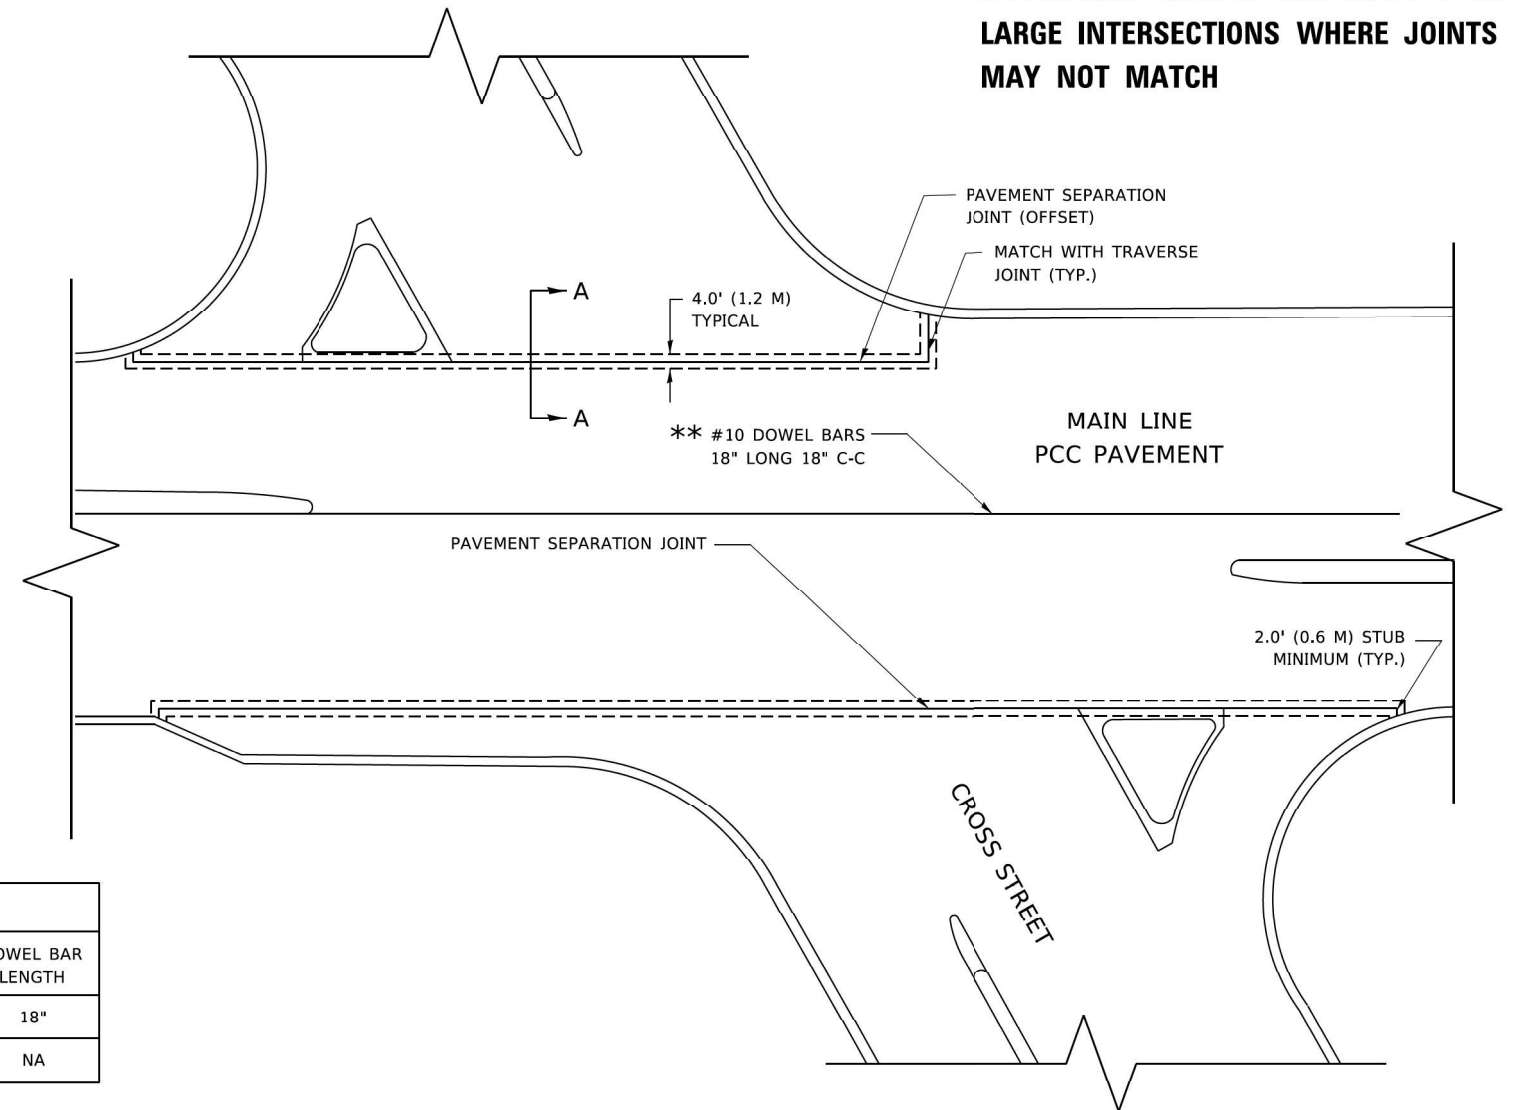 LARGE INTERSECTIONS WHERE JOINTS
MAY NOT MATCH
PAVEMENT SEPARATION
JOINT (OFFSET)
MATCH WITH TRAVERSE
JOINT (TYP.)
A
4.0' (1.2 M)
TYPICAL
A
** #10 DOWEL BARS
18" LONG 18" C-C
MAIN LINE
PCC PAVEMENT
PAVEMENT SEPARATION JOINT
2.0' (0.6 M) STUB
MINIMUM (TYP.)
CROSS STREET
OWEL BAR
LENGTH
18"
NA